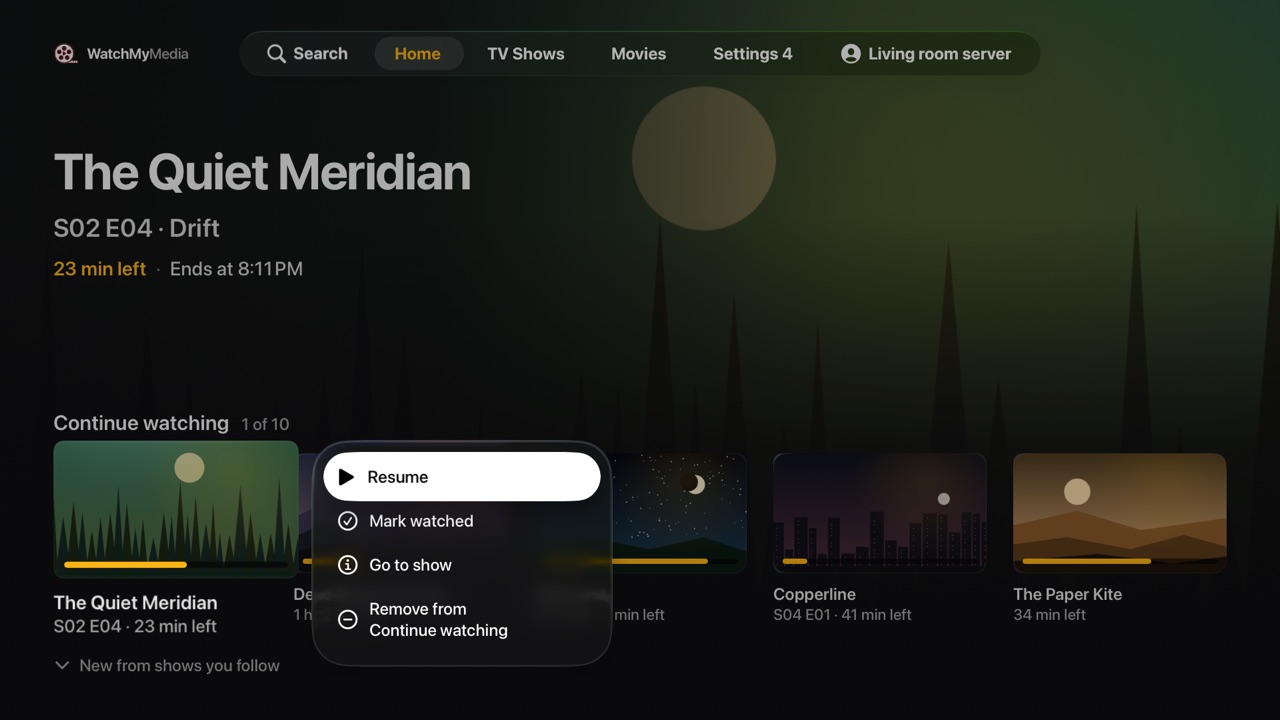 WatchMyMedia
Search
Home
TV Shows
Movies
Settings 4
Living room server
The Quiet Meridian
S02 E04 · Drift
23 min left · Ends at 8:11 PM
Continue watching 1 of 10
Resume
Mark watched
Go to show
Remove from
Continue watching
The Quiet Meridian
S02 E04 · 23 min left
min left
Copperline
S04 E01 · 41 min left
The Paper Kite
34 min left
New from shows you follow